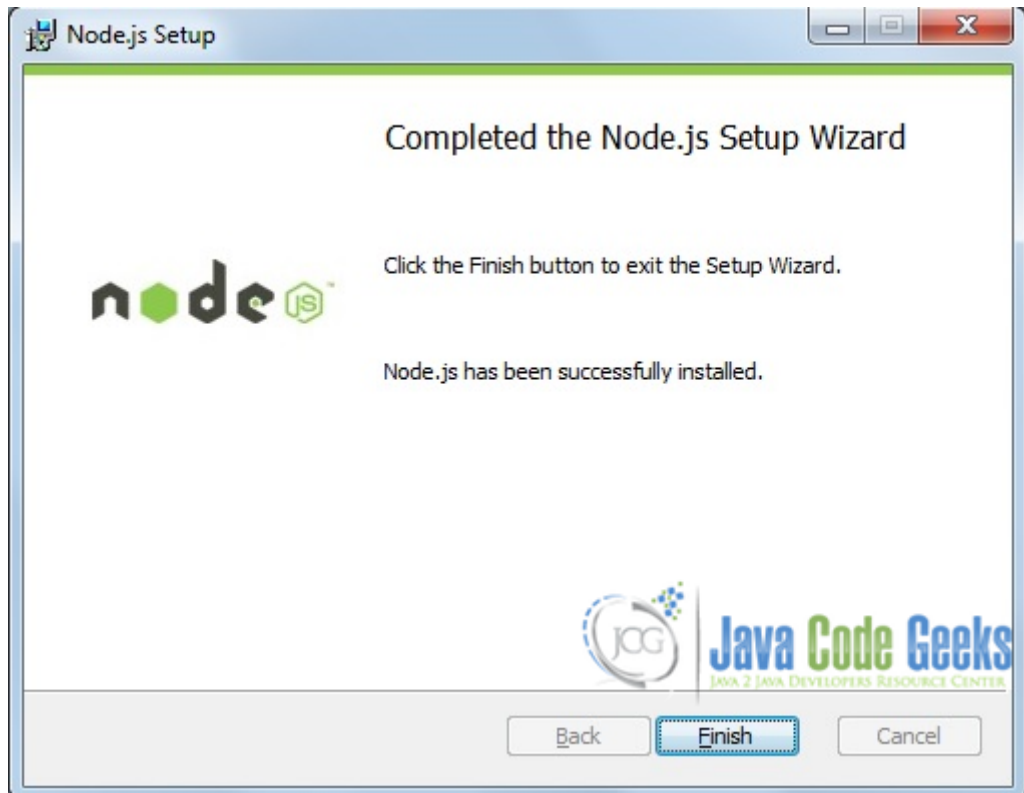 Node.js Setup
Completed the Node.js Setup Wizard
Click the Finish button to exit the Setup Wizard.
node JS™
Node.js has been successfully installed.
JCG
Java Code Geeks
JAVA 2 JAVA DEVELOPERS RESOURCE CENTER
Back
Finish
Cancel